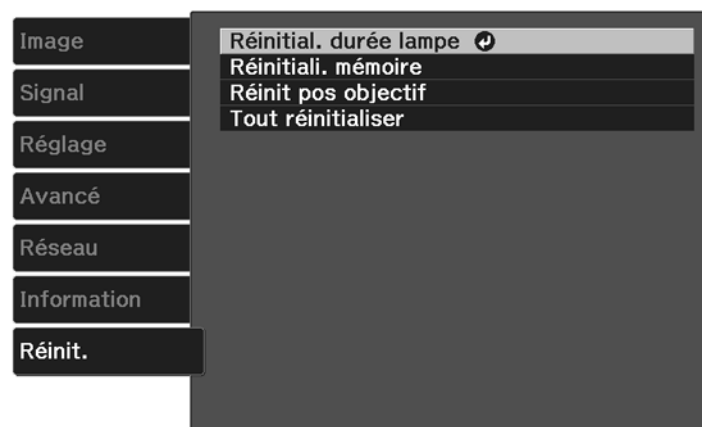 Image
Signal
Réglage
Avancé
Réseau
Information
Réinit.
Réinitial. durée lampe
Réinitiali. mémoire
Réinit pos objectif
Tout réinitialiser